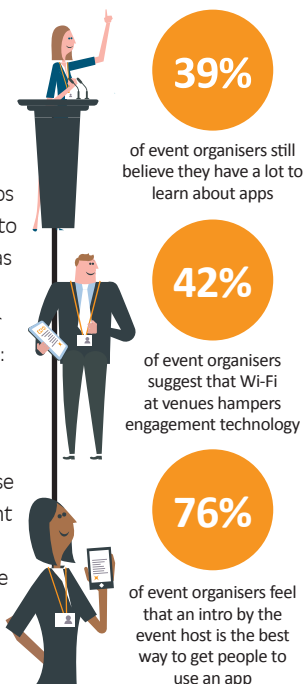 39%
of event organisers still
believe they have a lot to
learn about apps
42%
of event organisers
suggest that Wi-Fi
at venues hampers
engagement technology
76%
of event organisers feel
that an intro by the
event host is the best
way to get people to
use an app